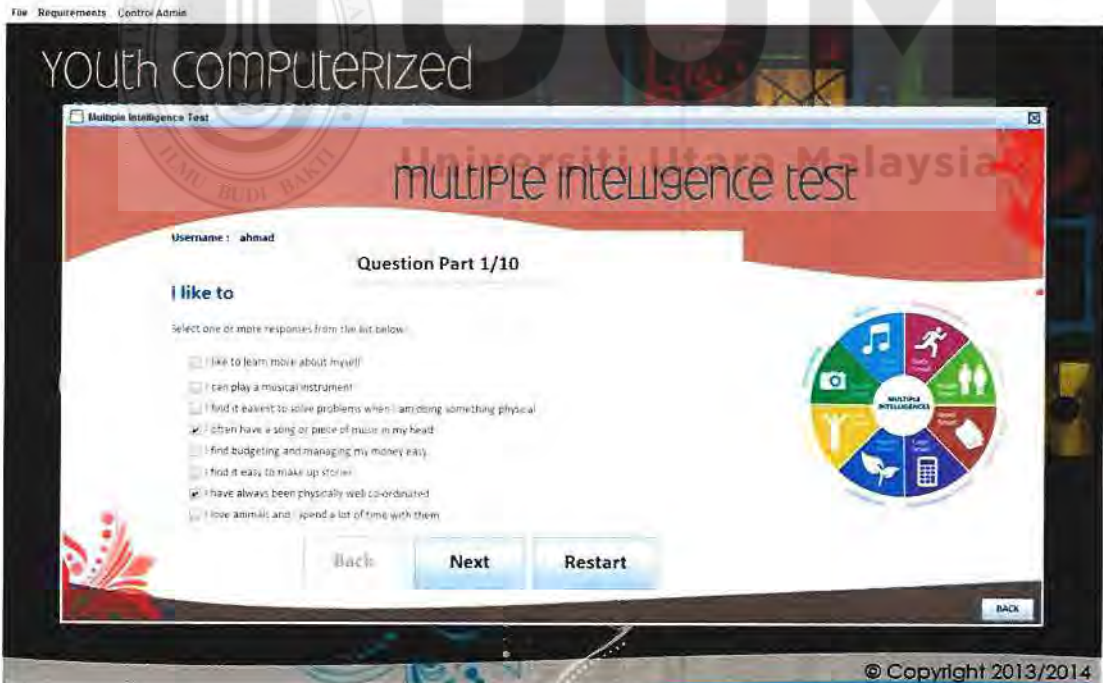 File Requirements Control Admin
UUM
YOUTH COMPUTERIZED
Multiple Intelligence Test
Universiti Utara Malaysia
ILMU BUDI BAKTI
MULTIPLE INTELLIGENCE TEST
Username : ahmad
Question Part 1/10
I like to
Select one or more responses from the list below
I like to learn move about myself
I can play a musical instrument
I find it easiest to solve problems when I am doing something physical
I often have a song or piece of music in my head
I find budgeting and managing my money easy
I find it easy to make up stories
I have always been physically well co-ordinated
I love animals and I spend a lot of time with them
MULTIPLE
INTELLIGENCES
Back Next Restart
BACK
© Copyright 2013/2014